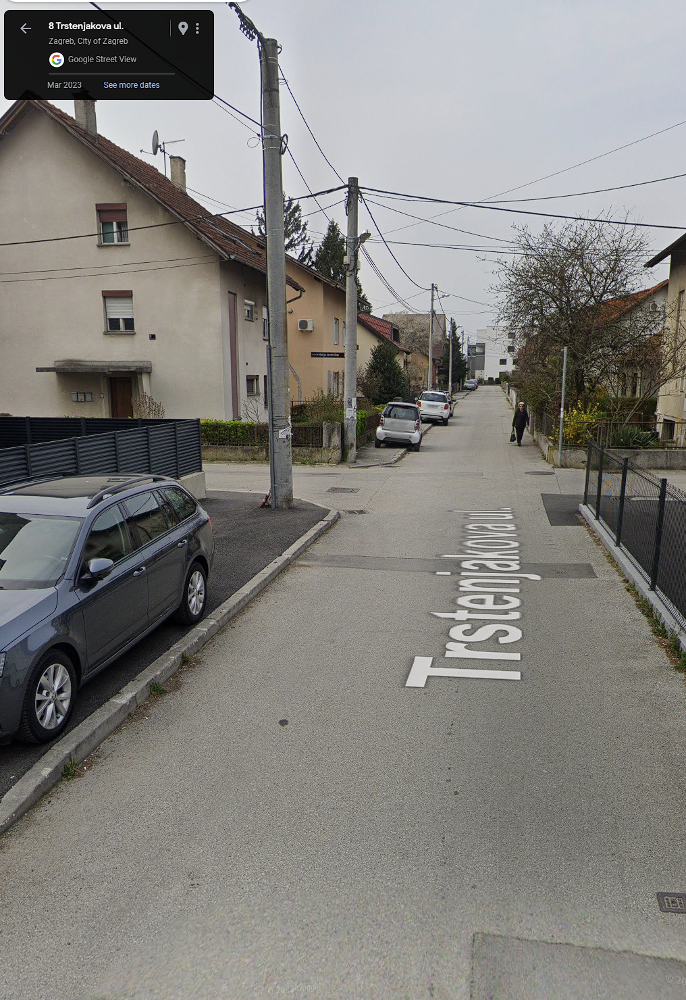 8 Trstenjakova ul.
Zagreb, City of Zagreb
Google Street View
Mar 2023
See more dates
Trstenjakova ul.